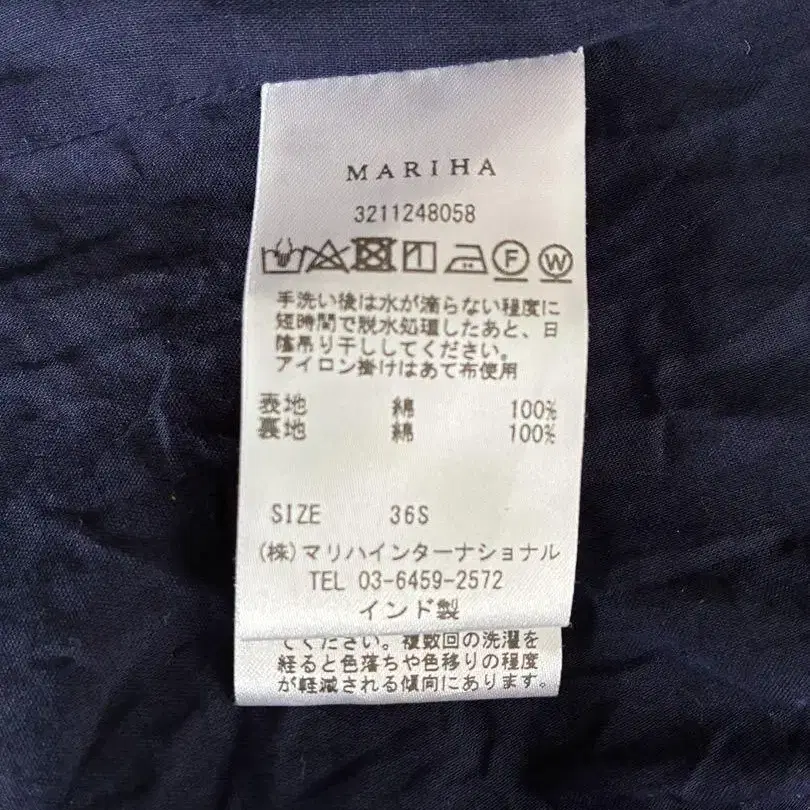 MARIHA
3211248058
F W
手洗い後は水が滴らない程度に
短時間で脱水処理したあと、日
陰吊り干ししてください。
アイロン掛けはあて布使用
表地 綿 100%
裏地 綿 100%
SIZE 36S
(株)マリハインターナショナル
TEL 03-6459-2572
インド製
てください。複数回の洗濯を
経ると色落ちや色移りの程度
が軽減される傾向にあります。